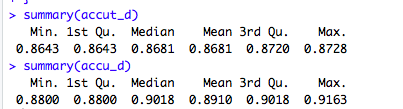 > summary(accut_d)
Min. 1st Qu. Median Mean 3rd Qu. Max.
0.8643 0.8643 0.8681 0.8681 0.8720 0.8728
> summary(accu_d)
Min. 1st Qu. Median Mean 3rd Qu. Max.
0.8800 0.8800 0.9018 0.8910 0.9018 0.9163